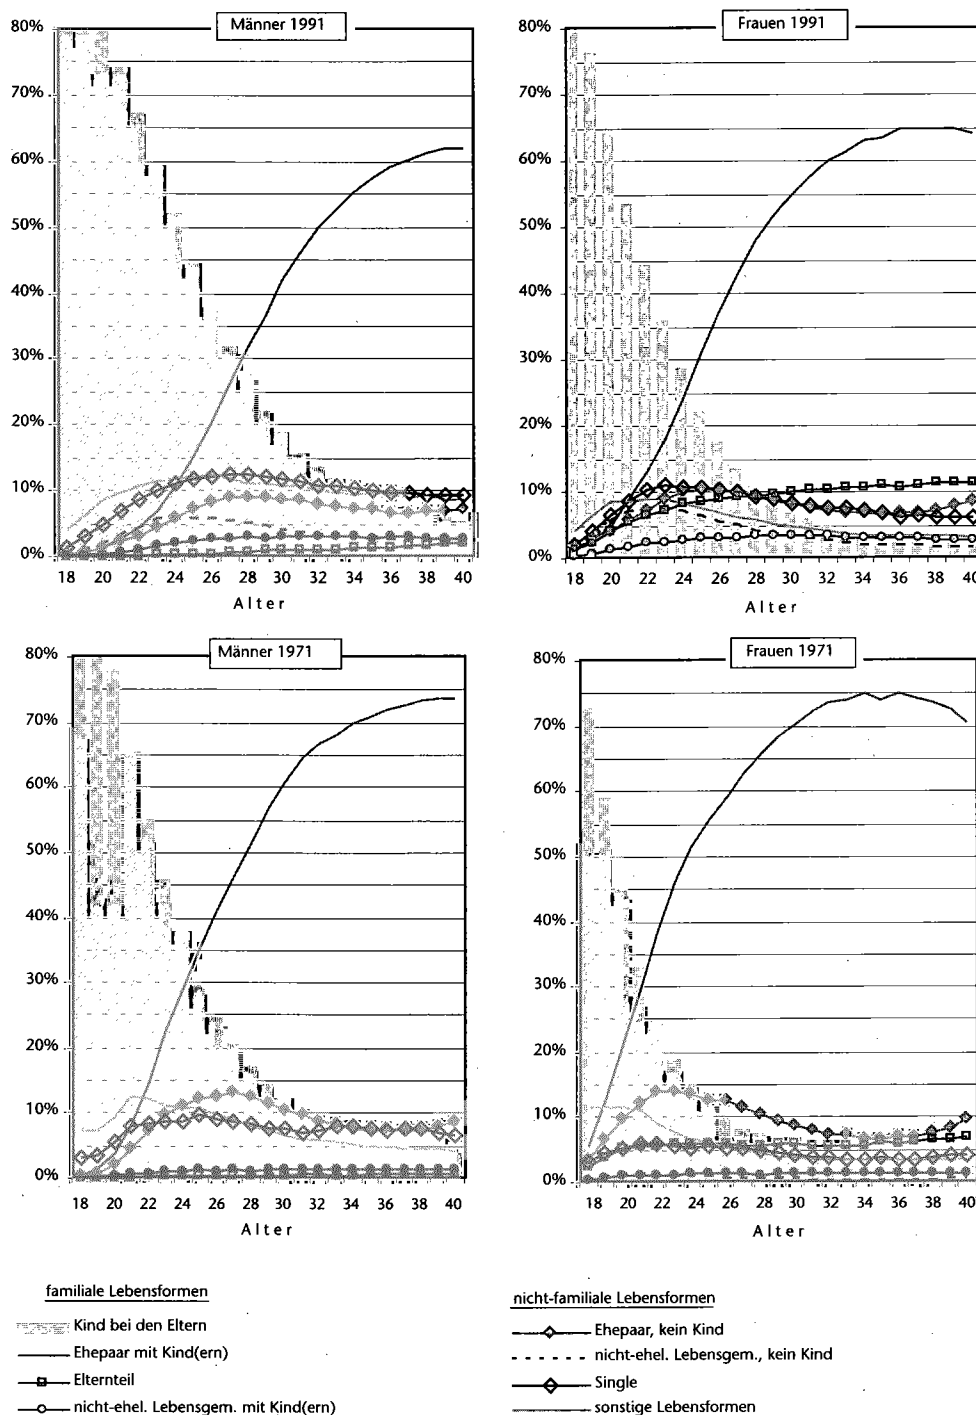 Männer 1991
80%
70%
60%
50%
40%
30%
20%
10%
0%
18 20 22 24 26 28 30 32 34 36 38 40
Alter
Frauen 1991
80%
70%
60%
50%
40%
30%
20%
10%
0%
18 20 22 24 26 28 30 32 34 36 38 40
Alter
Männer 1971
80%
70%
60%
50%
40%
30%
20%
10%
0%
18 20 22 24 26 28 30 32 34 36 38 40
Alter
Frauen 1971
80%
70%
60%
50%
40%
30%
20%
10%
0%
18 20 22 24 26 28 30 32 34 36 38 40
Alter
familiale Lebensformen
Kind bei den Eltern
Ehepaar mit Kind(ern)
Elternteil
nicht-ehel. Lebensgem. mit Kind(ern)
nicht-familiale Lebensformen
Ehepaar, kein Kind
nicht-ehel. Lebensgem., kein Kind
Single
sonstige Lebensformen